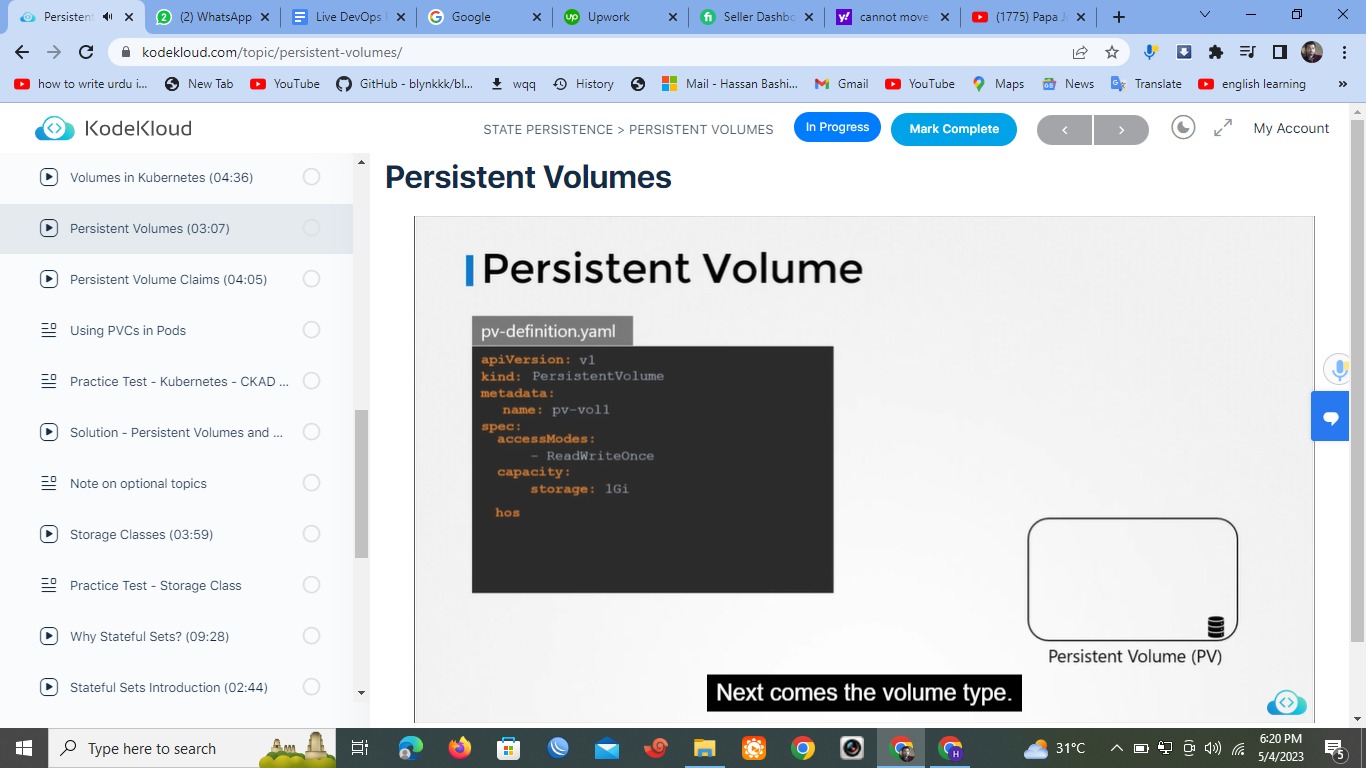 Persistent
(2) WhatsApp
Live DevOps
Google
Upwork
Seller Dashbo
cannot move
(1775) Papa J
kodekloud.com/topic/persistent-volumes/
how to write urdu i...
New Tab
YouTube
GitHub - blynkkk/bl...
wqq
History
Mail - Hassan Bashi...
Gmail
YouTube
Maps
News
Translate
english learning
»
KodeKloud
STATE PERSISTENCE > PERSISTENT VOLUMES
In Progress
Mark Complete
<
>
My Account
Volumes in Kubernetes (04:36)
Persistent Volumes (03:07)
Persistent Volume Claims (04:05)
Using PVCs in Pods
Practice Test - Kubernetes - CKAD ...
Solution - Persistent Volumes and ...
Note on optional topics
Storage Classes (03:59)
Practice Test - Storage Class
Why Stateful Sets? (09:28)
Stateful Sets Introduction (02:44)
Persistent Volumes
Persistent Volume
pv-definition.yaml
apiVersion: v1
kind: PersistentVolume
metadata:
name: pv-vol1
spec:
accessModes:
- ReadWriteOnce
capacity:
storage: 1Gi
hos
Persistent Volume (PV)
Next comes the volume type.
Type here to search
31°C
6:20 PM
5/4/2023
5